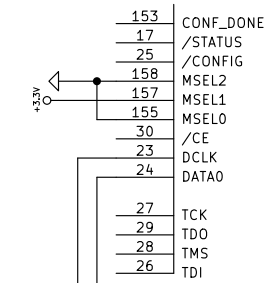 153 CONF_DONE
17 /STATUS
25 /CONFIG
158 MSEL2
+3,3V 157 MSEL1
155 MSEL0
30 /CE
23 DCLK
24 DATA0
27 TCK
29 TDO
28 TMS
26 TDI